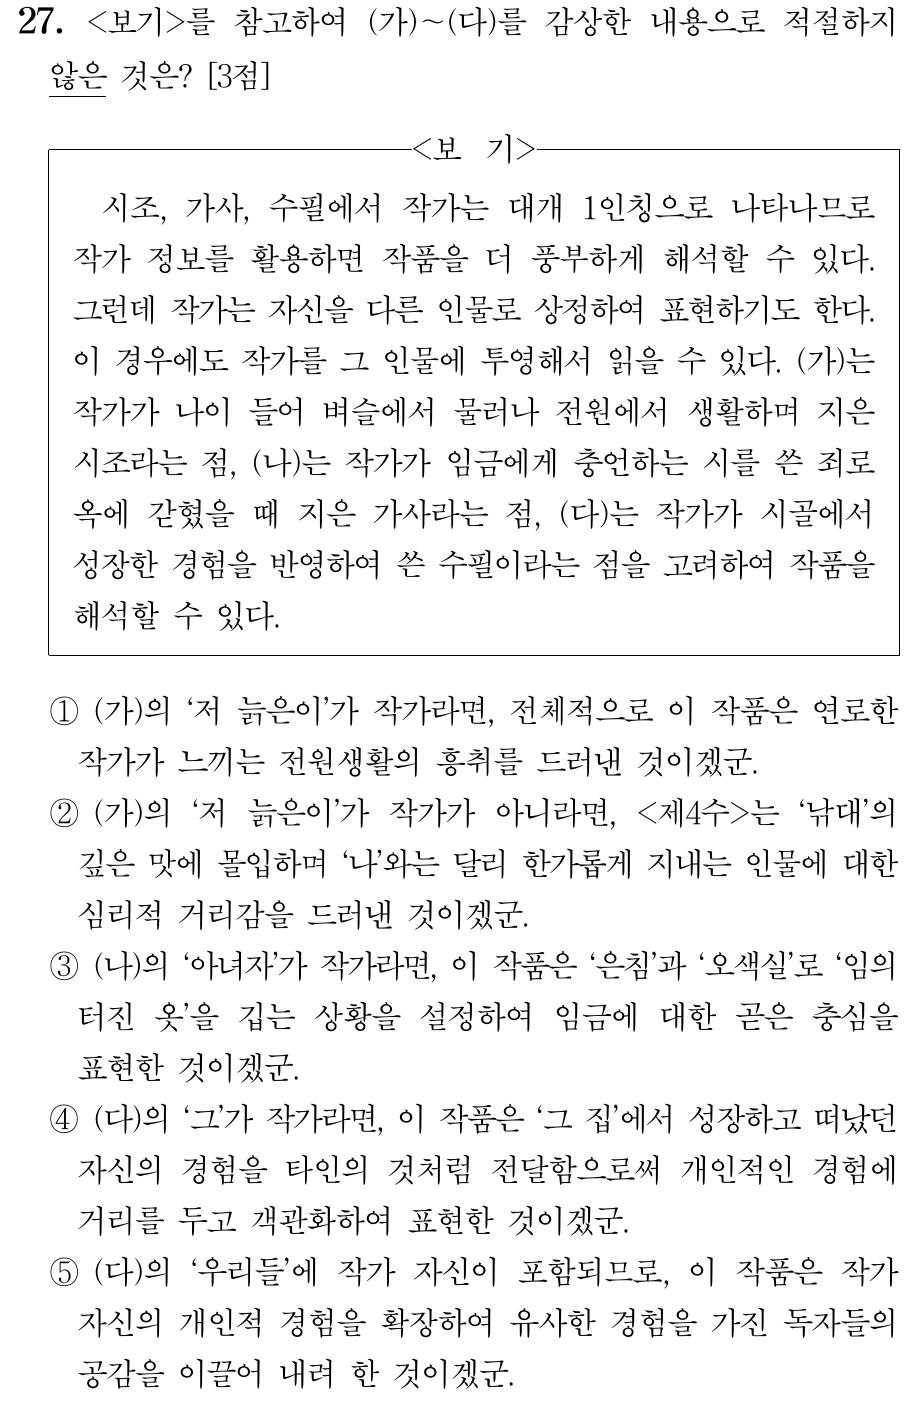 27. <보기>를 참고하여 (가)~(다)를 감상한 내용으로 적절하지
않은 것은? [3점]
<보 기>
시조, 가사, 수필에서 작가는 대개 1인칭으로 나타나므로
작가 정보를 활용하면 작품을 더 풍부하게 해석할 수 있다.
그런데 작가는 자신을 다른 인물로 상정하여 표현하기도 한다.
이 경우에도 작가를 그 인물에 투영해서 읽을 수 있다. (가)는
작가가 나이 들어 벼슬에서 물러나 전원에서 생활하며 지은
시조라는 점, (나)는 작가가 임금에게 충언하는 시를 쓴 죄로
옥에 갇혔을 때 지은 가사라는 점, (다)는 작가가 시골에서
성장한 경험을 반영하여 쓴 수필이라는 점을 고려하여 작품을
해석할 수 있다.
① (가)의 ‘저 늙은이’가 작가라면, 전체적으로 이 작품은 연로한
작가가 느끼는 전원생활의 흥취를 드러낸 것이겠군.
② (가)의 ‘저 늙은이’가 작가가 아니라면, <제4수>는 ‘낚대’의
깊은 맛에 몰입하며 ‘나’와는 달리 한가롭게 지내는 인물에 대한
심리적 거리감을 드러낸 것이겠군.
③ (나)의 ‘아녀자’가 작가라면, 이 작품은 ‘은침’과 ‘오색실’로 ‘임의
터진 옷’을 깁는 상황을 설정하여 임금에 대한 곧은 충심을
표현한 것이겠군.
④ (다)의 ‘그’가 작가라면, 이 작품은 ‘그 집’에서 성장하고 떠났던
자신의 경험을 타인의 것처럼 전달함으로써 개인적인 경험에
거리를 두고 객관화하여 표현한 것이겠군.
⑤ (다)의 ‘우리들’에 작가 자신이 포함되므로, 이 작품은 작가
자신의 개인적 경험을 확장하여 유사한 경험을 가진 독자들의
공감을 이끌어 내려 한 것이겠군.